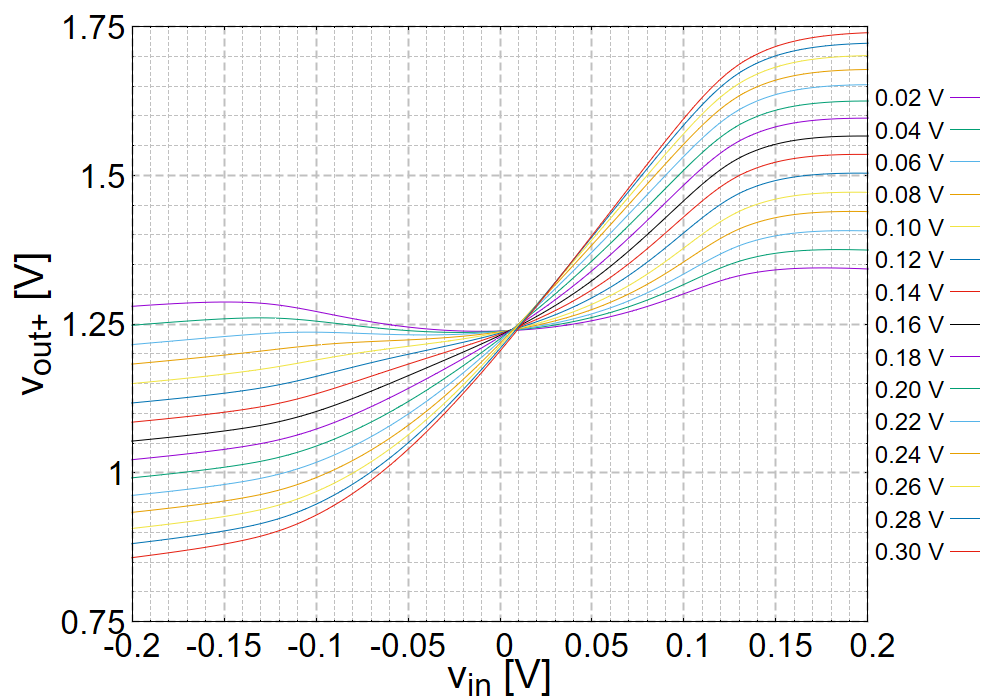 1.75
1.5
1.25
1
0.75
-0.2 -0.15 -0.1 -0.05 0 0.05 0.1 0.15 0.2
vout+ [V]
vin [V]
0.02 V
0.04 V
0.06 V
0.08 V
0.10 V
0.12 V
0.14 V
0.16 V
0.18 V
0.20 V
0.22 V
0.24 V
0.26 V
0.28 V
0.30 V